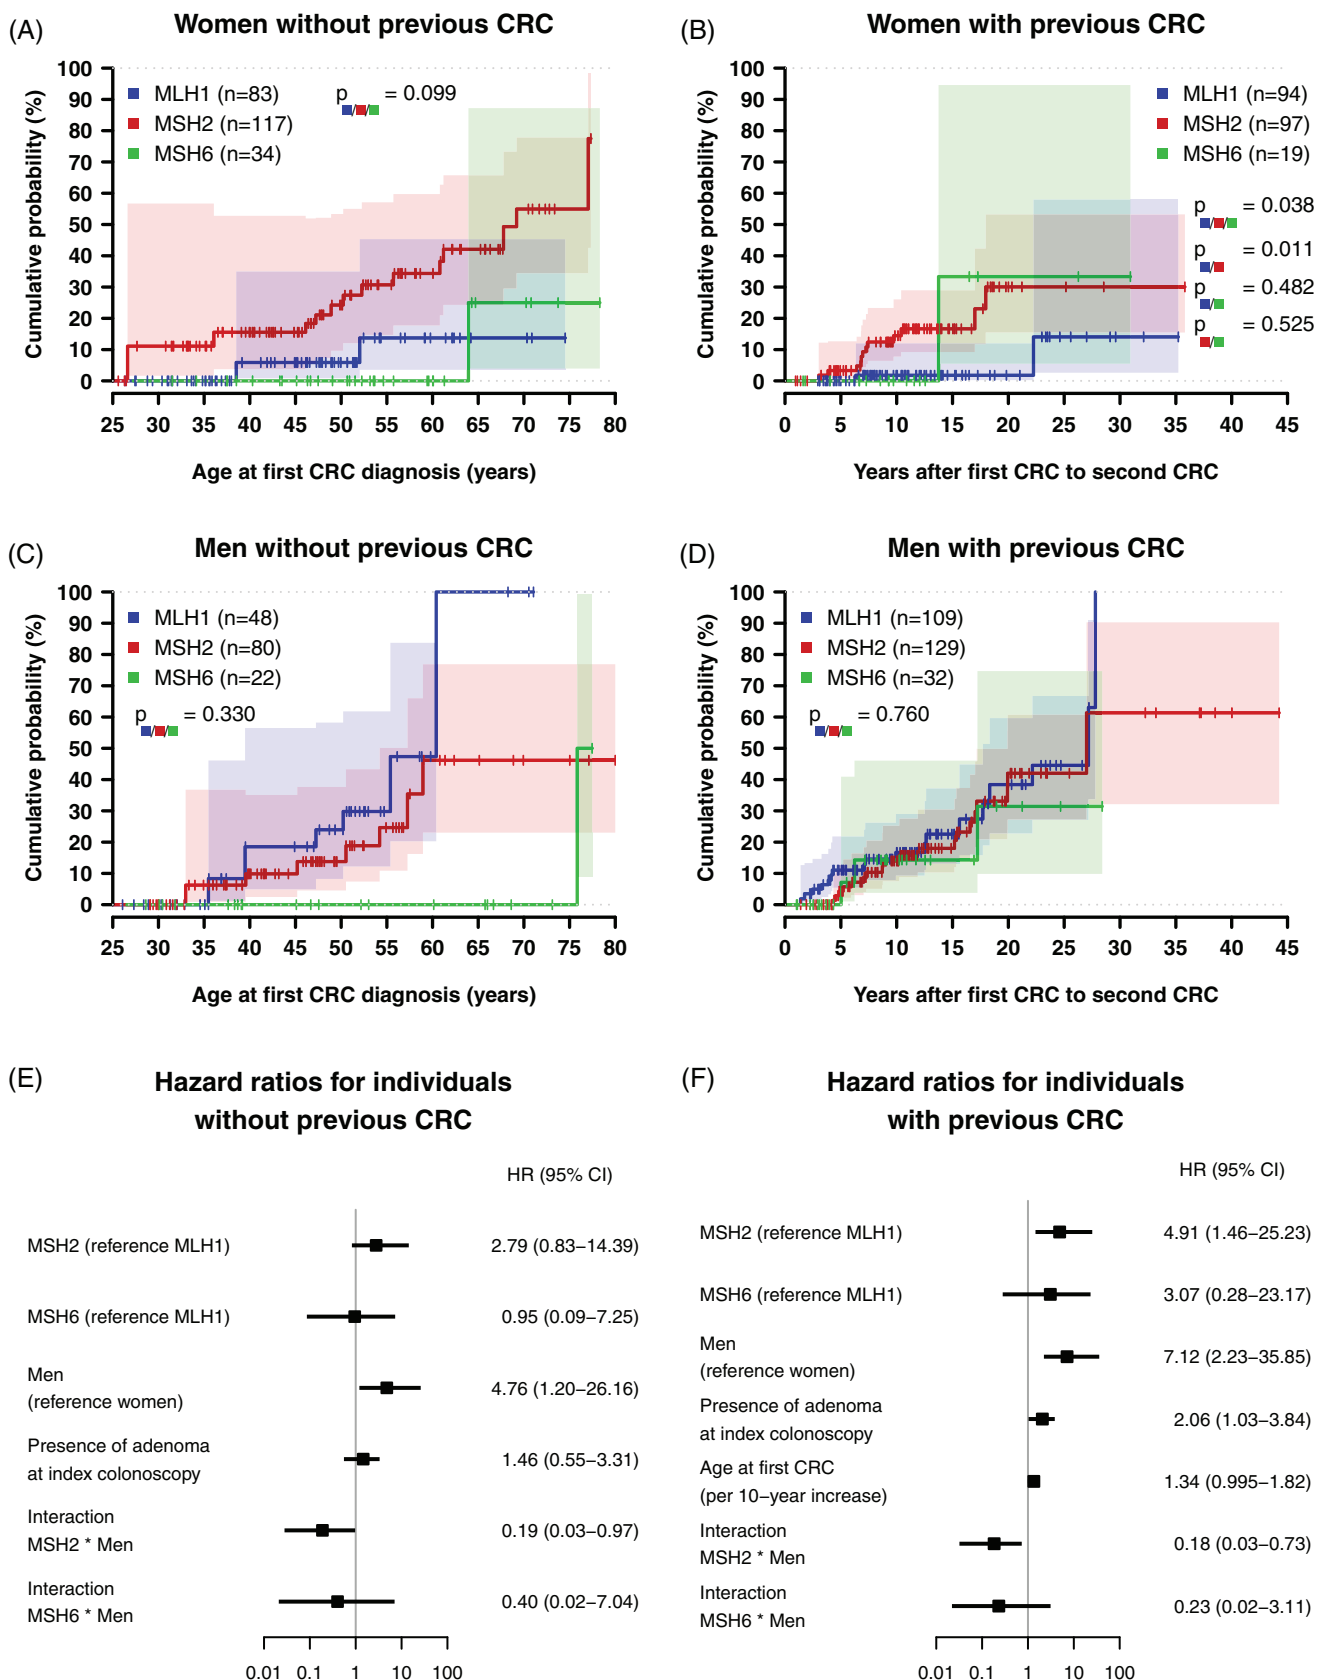 (A) Women without previous CRC
Cumulative probability (%)
100
90
80
70
60
50
40
30
20
10
0
MLH1 (n=83)
MSH2 (n=117)
MSH6 (n=34)
p / / = 0.099
25 30 35 40 45 50 55 60 65 70 75 80
Age at first CRC diagnosis (years)
(B) Women with previous CRC
Cumulative probability (%)
100
90
80
70
60
50
40
30
20
10
0
MLH1 (n=94)
MSH2 (n=97)
MSH6 (n=19)
p / / = 0.038
p / = 0.011
p / = 0.482
p / = 0.525
0 5 10 15 20 25 30 35 40 45
Years after first CRC to second CRC
(C) Men without previous CRC
Cumulative probability (%)
100
90
80
70
60
50
40
30
20
10
0
MLH1 (n=48)
MSH2 (n=80)
MSH6 (n=22)
p / / = 0.330
25 30 35 40 45 50 55 60 65 70 75 80
Age at first CRC diagnosis (years)
(D) Men with previous CRC
Cumulative probability (%)
100
90
80
70
60
50
40
30
20
10
0
MLH1 (n=109)
MSH2 (n=129)
MSH6 (n=32)
p / / = 0.760
0 5 10 15 20 25 30 35 40 45
Years after first CRC to second CRC
(E) Hazard ratios for individuals
without previous CRC
HR (95% CI)
MSH2 (reference MLH1) 2.79 (0.83–14.39)
MSH6 (reference MLH1) 0.95 (0.09–7.25)
Men
(reference women) 4.76 (1.20–26.16)
Presence of adenoma
at index colonoscopy 1.46 (0.55–3.31)
Interaction
MSH2 * Men 0.19 (0.03–0.97)
Interaction
MSH6 * Men 0.40 (0.02–7.04)
0.01 0.1 1 10 100
(F) Hazard ratios for individuals
with previous CRC
HR (95% CI)
MSH2 (reference MLH1) 4.91 (1.46–25.23)
MSH6 (reference MLH1) 3.07 (0.28–23.17)
Men
(reference women) 7.12 (2.23–35.85)
Presence of adenoma
at index colonoscopy 2.06 (1.03–3.84)
Age at first CRC
(per 10−year increase) 1.34 (0.995–1.82)
Interaction
MSH2 * Men 0.18 (0.03–0.73)
Interaction
MSH6 * Men 0.23 (0.02–3.11)
0.01 0.1 1 10 100